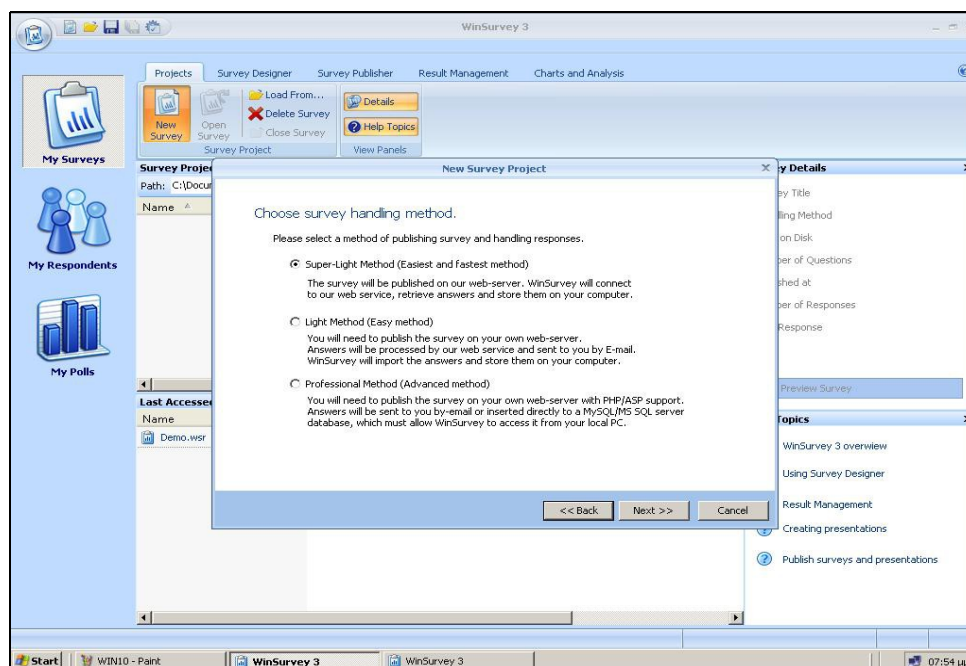 WinSurvey 3
Projects
Survey Designer
Survey Publisher
Result Management
Charts and Analysis
New Survey
Open Survey
Load From...
Delete Survey
Close Survey
Survey Project
Details
Help Topics
View Panels
My Surveys
My Respondents
My Polls
Survey Proje
Path: C:\Docur
Name
Last Accesse
Name
Demo.wsr
New Survey Project
Choose survey handling method.
Please select a method of publishing survey and handling responses.
Super-Light Method (Easiest and fastest method)
The survey will be published on our web-server. WinSurvey will connect
to our web service, retrieve answers and store them on your computer.
Light Method (Easy method)
You will need to publish the survey on your own web-server.
Answers will be processed by our web service and sent to you by E-mail.
WinSurvey will import the answers and store them on your computer.
Professional Method (Advanced method)
You will need to publish the survey on your own web-server with PHP/ASP support.
Answers will be sent to you by-email or inserted directly to a MySQL/MS SQL server
database, which must allow WinSurvey to access it from your local PC.
<< Back
Next >>
Cancel
y Details
ey Title
lling Method
on Disk
ber of Questions
shed at
ber of Responses
Response
Preview Survey
Topics
WinSurvey 3 overwiew
Using Survey Designer
Result Management
Creating presentations
Publish surveys and presentations
Start
WIN10 - Paint
WinSurvey 3
WinSurvey 3
07:54 μμ